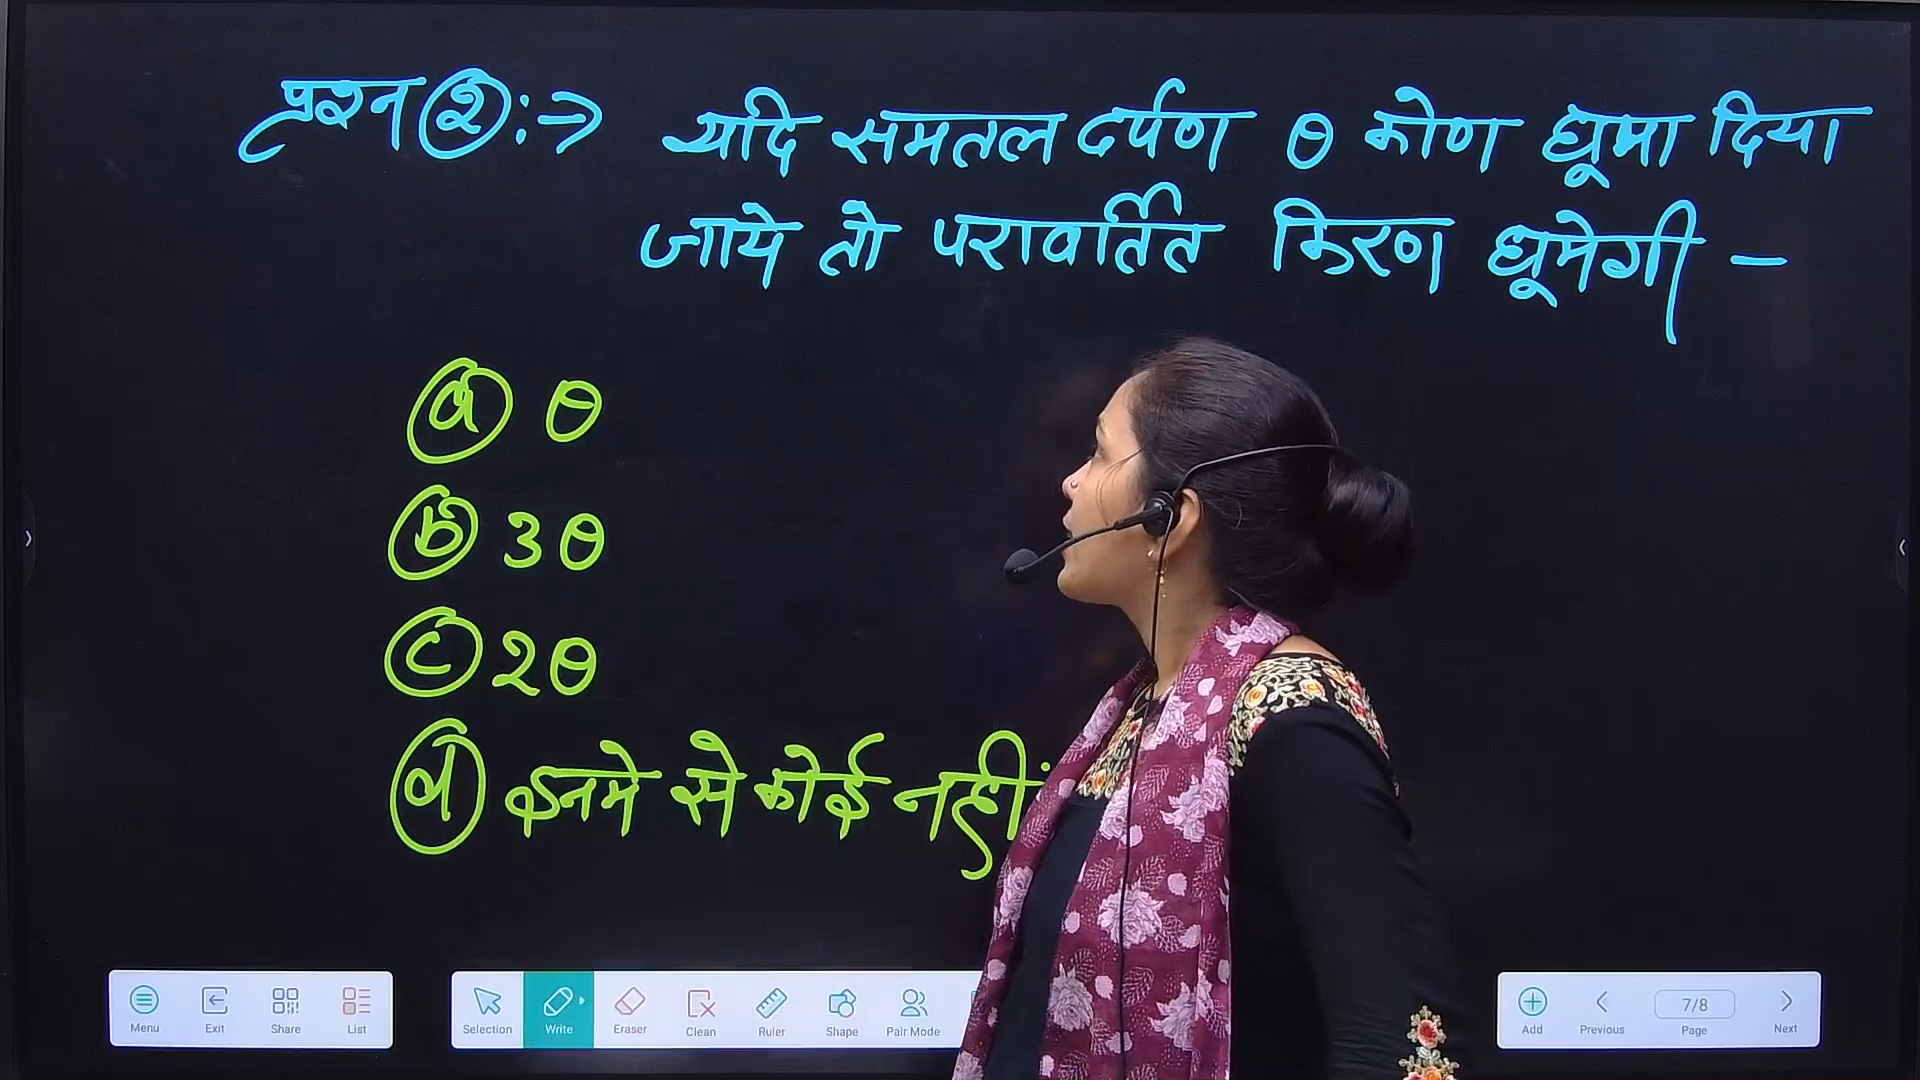 प्रश्न (2):→ यदि समतल दर्पण θ कोण घूमा दिया
जाये तो परावर्तित किरण घूमेगी –
(a) θ
(b) 3θ
(c) 2θ
(d) इनमे से कोई नहीं
Menu Exit Share List Selection Write Eraser Clean Ruler Shape Pair Mode Add Previous 7/8 Page Next